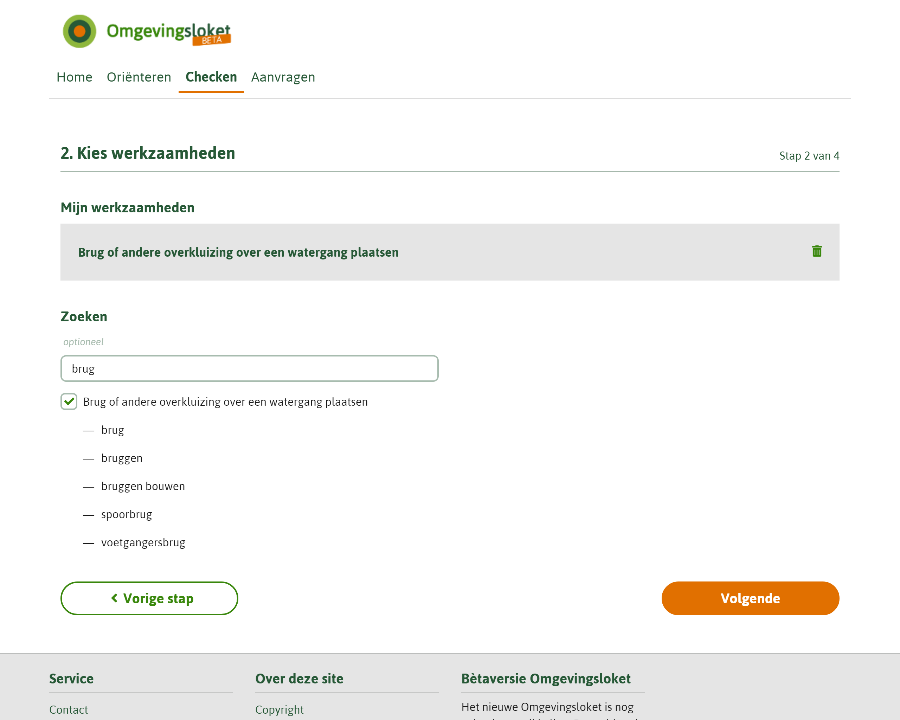 Omgevingsloket
BETA
Home Oriënteren Checken Aanvragen
2. Kies werkzaamheden
Stap 2 van 4
Mijn werkzaamheden
Brug of andere overkluizing over een watergang plaatsen
Zoeken
optioneel
brug
Brug of andere overkluizing over een watergang plaatsen
— brug
— bruggen
— bruggen bouwen
— spoorbrug
— voetgangersbrug
Vorige stap
Volgende
Service Over deze site Bètaversie Omgevingsloket
Contact Copyright Het nieuwe Omgevingsloket is nog